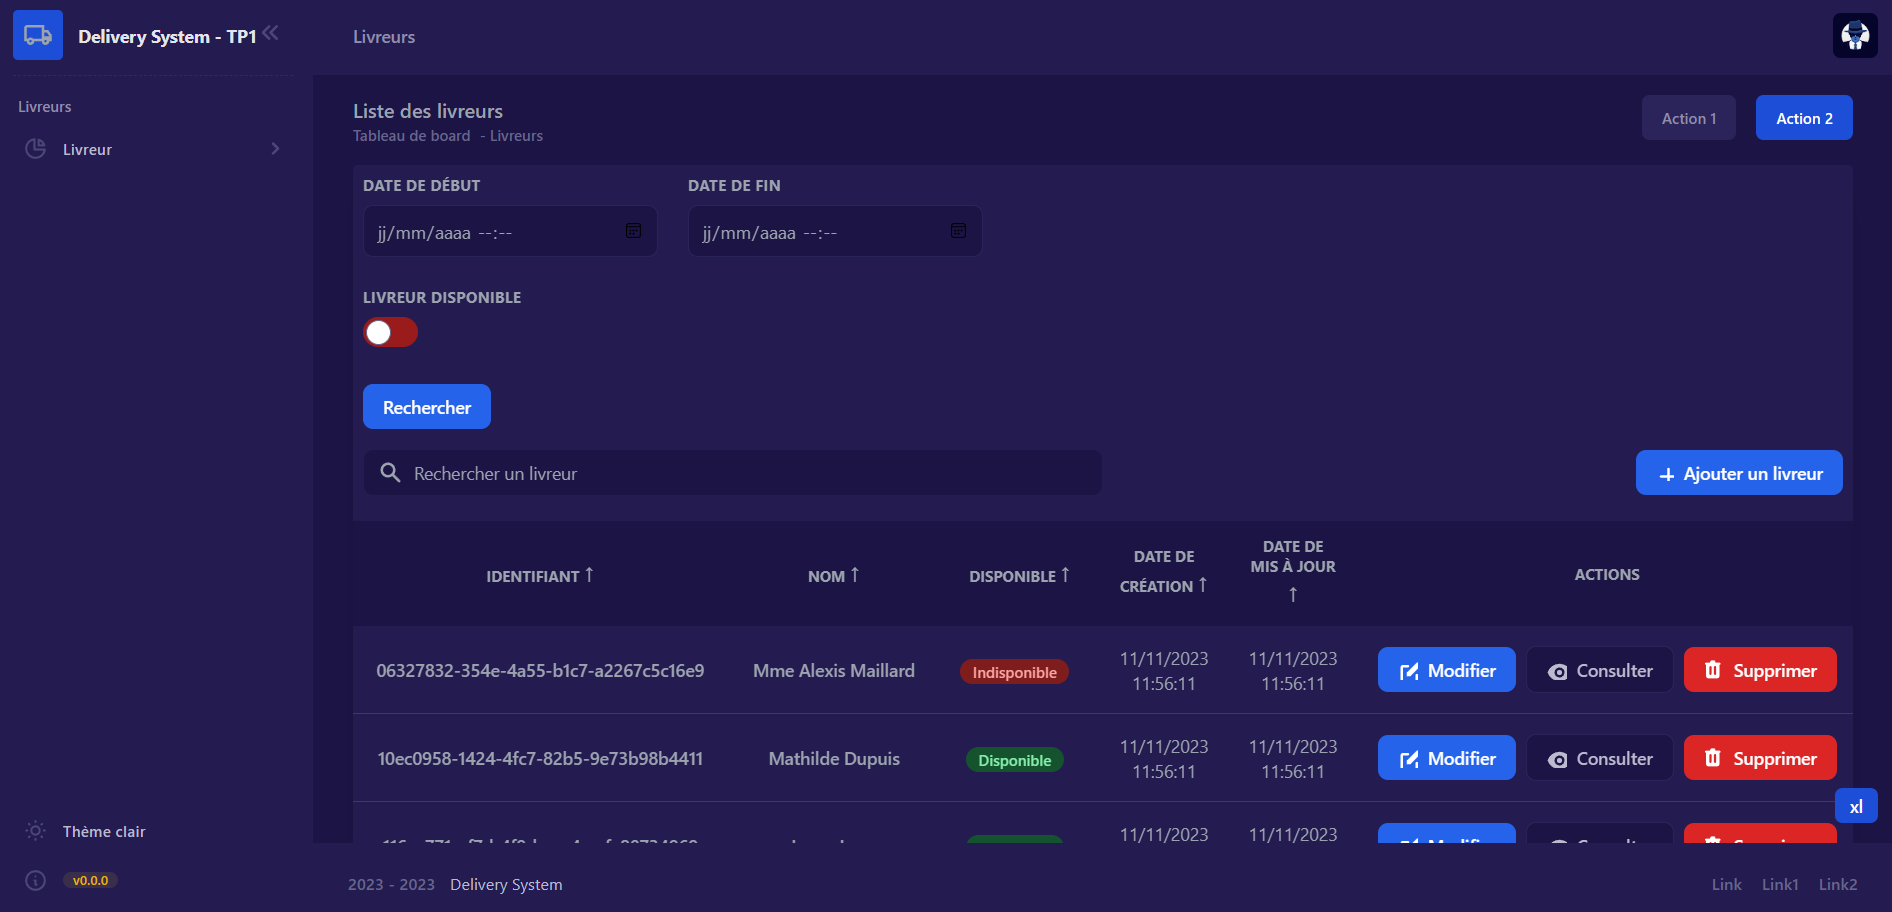 Delivery System - TP1
Livreurs
Livreurs
Livreur
Liste des livreurs
Tableau de board - Livreurs
Action 1
Action 2
DATE DE DÉBUT
DATE DE FIN
jj/mm/aaaa --:--
jj/mm/aaaa --:--
LIVREUR DISPONIBLE
Rechercher
Rechercher un livreur
+ Ajouter un livreur
IDENTIFIANT ↑
NOM ↑
DISPONIBLE ↑
DATE DE
CRÉATION ↑
DATE DE
MIS À JOUR
↑
ACTIONS
06327832-354e-4a55-b1c7-a2267c5c16e9
Mme Alexis Maillard
Indisponible
11/11/2023
11:56:11
11/11/2023
11:56:11
Modifier
Consulter
Supprimer
10ec0958-1424-4fc7-82b5-9e73b98b4411
Mathilde Dupuis
Disponible
11/11/2023
11:56:11
11/11/2023
11:56:11
Modifier
Consulter
Supprimer
xl
11/11/2023
11/11/2023
Thème clair
v0.0.0
2023 - 2023 Delivery System
Link
Link1
Link2